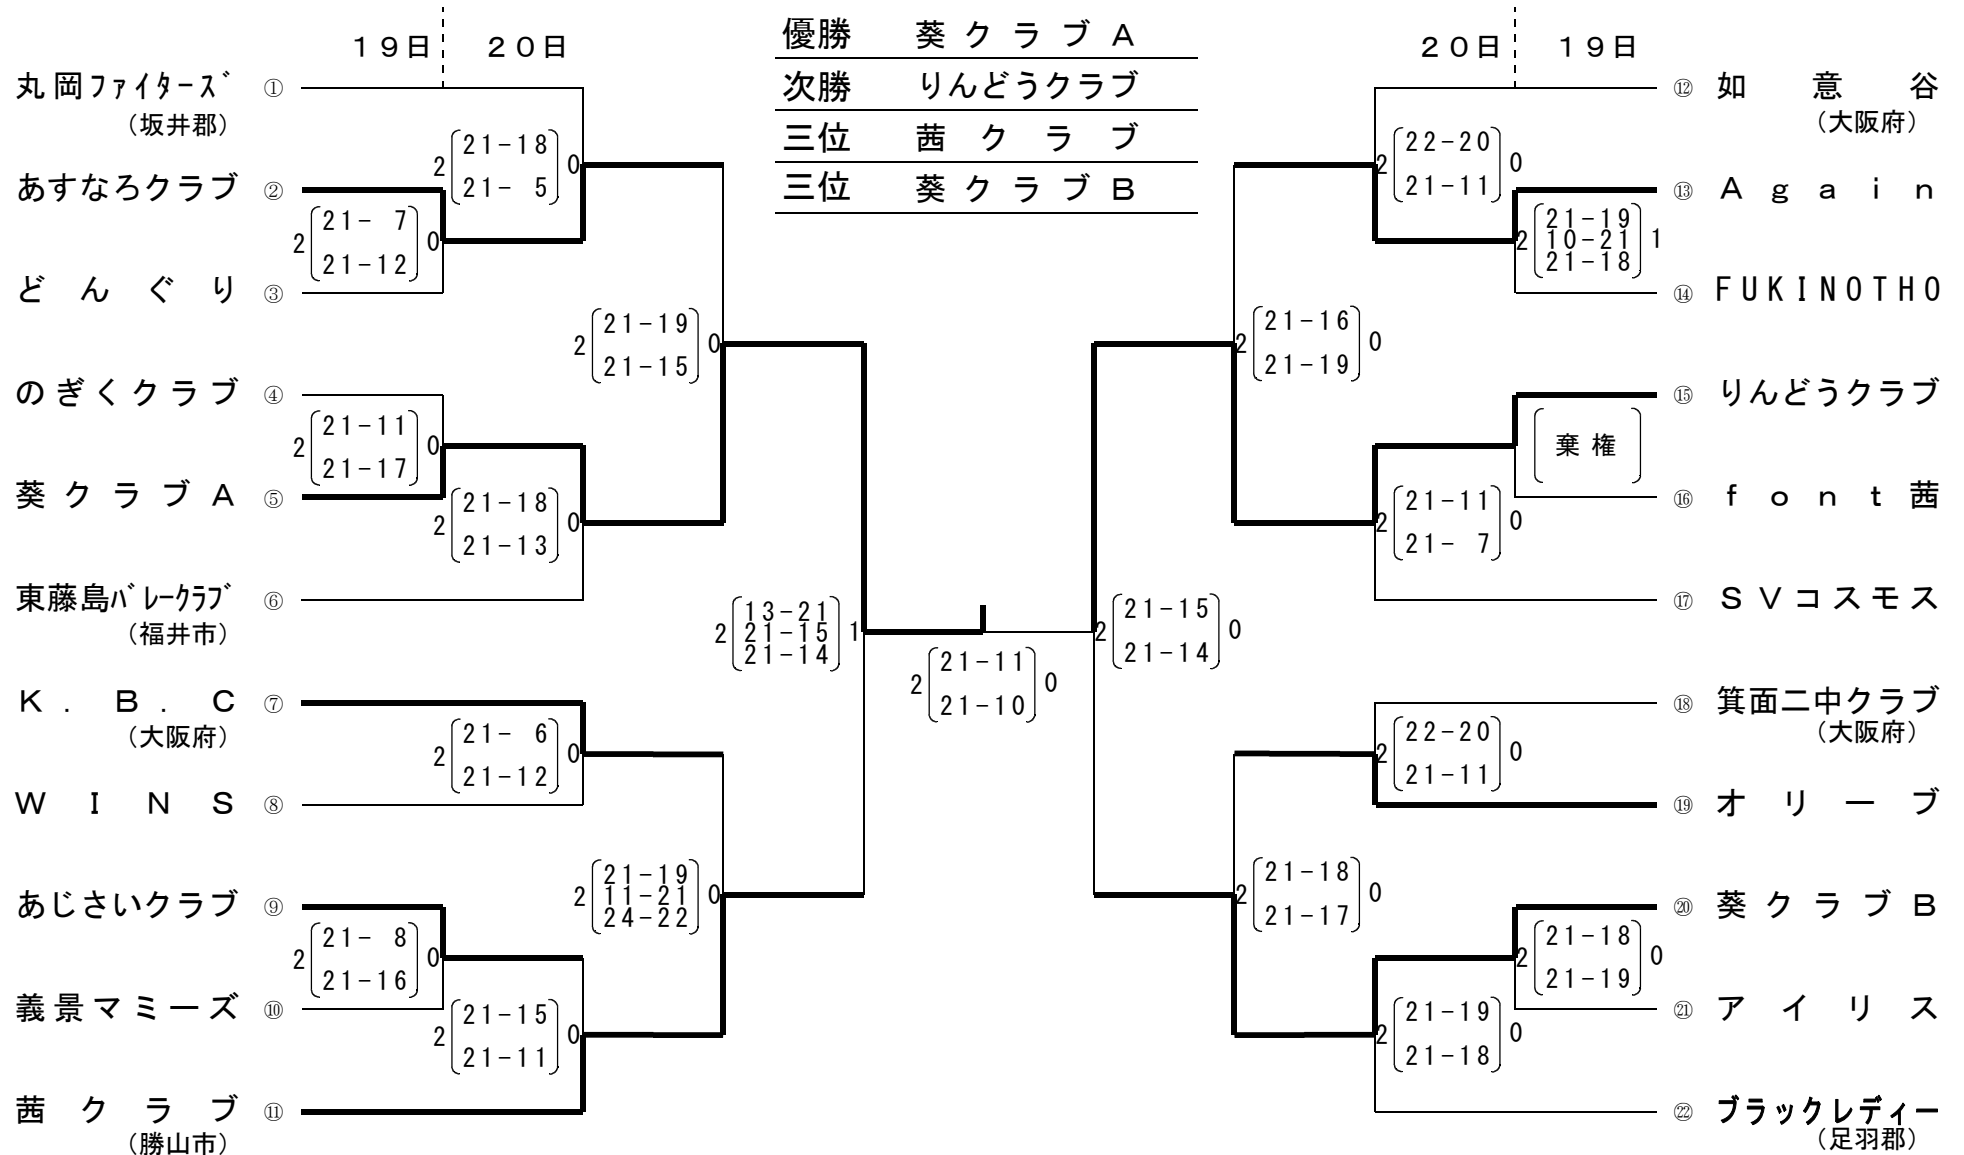 19日 20日
優勝 葵クラブA
次勝 りんどうクラブ
三位 茜クラブ
三位 葵クラブB
20日 19日
丸岡ファイターズ ①
(坂井郡)
2 21-18 0
21- 5
あすなろクラブ ②
2 21- 7 0
21-12
どんぐり ③
2 21-19 0
21-15
のぎくクラブ ④
2 21-11 0
21-17
葵クラブA ⑤
2 21-18 0
21-13
東藤島バレークラブ ⑥
(福井市)
2 13-21 1
21-15
21-14
K.B.C ⑦
(大阪府)
2 21- 6 0
21-12
WINS ⑧
2 21-19 0
11-21
24-22
あじさいクラブ ⑨
2 21- 8 0
21-16
義景マミーズ ⑩
2 21-15 0
21-11
茜クラブ ⑪
(勝山市)
2 21-11 0
21-10
⑫ 如意谷
(大阪府)
2 22-20 0
21-11
⑬ Again
2 21-19 1
10-21
21-18
⑭ FUKINOTHO
2 21-16 0
21-19
⑮ りんどうクラブ
棄権
⑯ font茜
2 21-11 0
21- 7
⑰ SVコスモス
2 21-15 0
21-14
⑱ 箕面二中クラブ
(大阪府)
2 22-20 0
21-11
⑲ オリーブ
2 21-18 0
21-17
⑳ 葵クラブB
2 21-18 0
21-19
㉑ アイリス
2 21-19 0
21-18
㉒ ブラックレディー
(足羽郡)